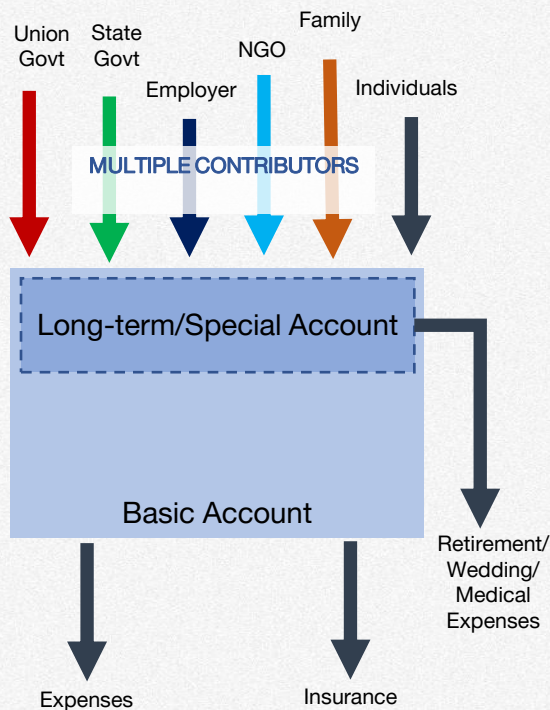 Union
Govt
State
Govt
Employer
NGO
Family
Individuals
MULTIPLE CONTRIBUTORS
Long-term/Special Account
Basic Account
Retirement/
Wedding/
Medical
Expenses
Expenses
Insurance